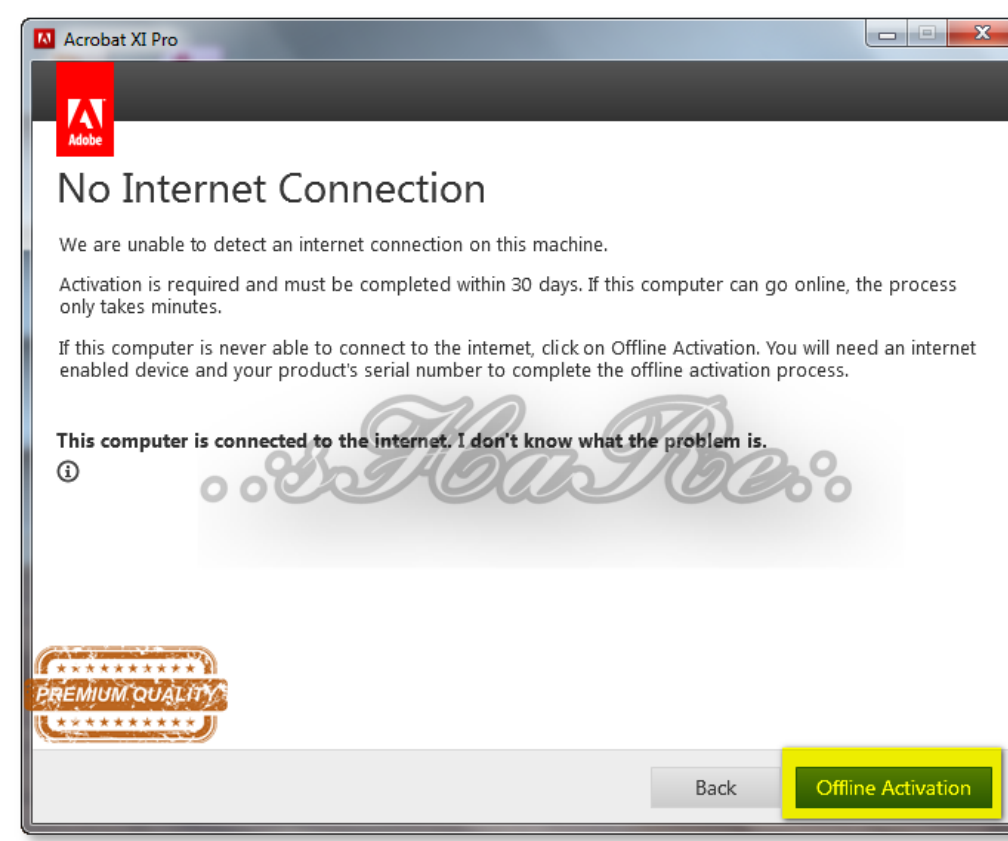 Acrobat XI Pro
Adobe
No Internet Connection
We are unable to detect an internet connection on this machine.
Activation is required and must be completed within 30 days. If this computer can go online, the process
only takes minutes.
If this computer is never able to connect to the internet, click on Offline Activation. You will need an internet
enabled device and your product's serial number to complete the offline activation process.
This computer is connected to the internet. I don't know what the problem is.
..:sHaRe:..
PREMIUM QUALITY
Back
Offline Activation